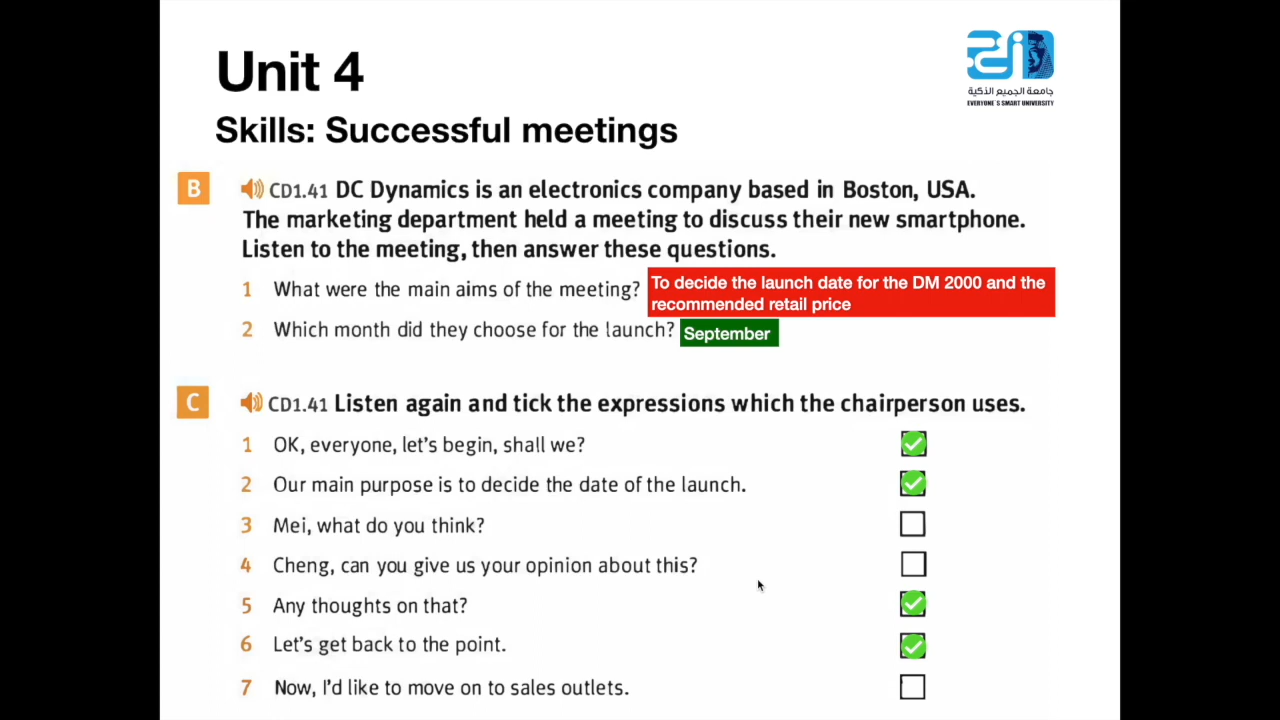 Unit 4
جامعة الجميع الذكية
EVERYONE`S SMART UNIVERSITY
Skills: Successful meetings
B
CD1.41 DC Dynamics is an electronics company based in Boston, USA.
The marketing department held a meeting to discuss their new smartphone.
Listen to the meeting, then answer these questions.
1 What were the main aims of the meeting? To decide the launch date for the DM 2000 and the
recommended retail price
2 Which month did they choose for the launch? September
C
CD1.41 Listen again and tick the expressions which the chairperson uses.
1 OK, everyone, let's begin, shall we?
2 Our main purpose is to decide the date of the launch.
3 Mei, what do you think?
4 Cheng, can you give us your opinion about this?
5 Any thoughts on that?
6 Let's get back to the point.
7 Now, I'd like to move on to sales outlets.